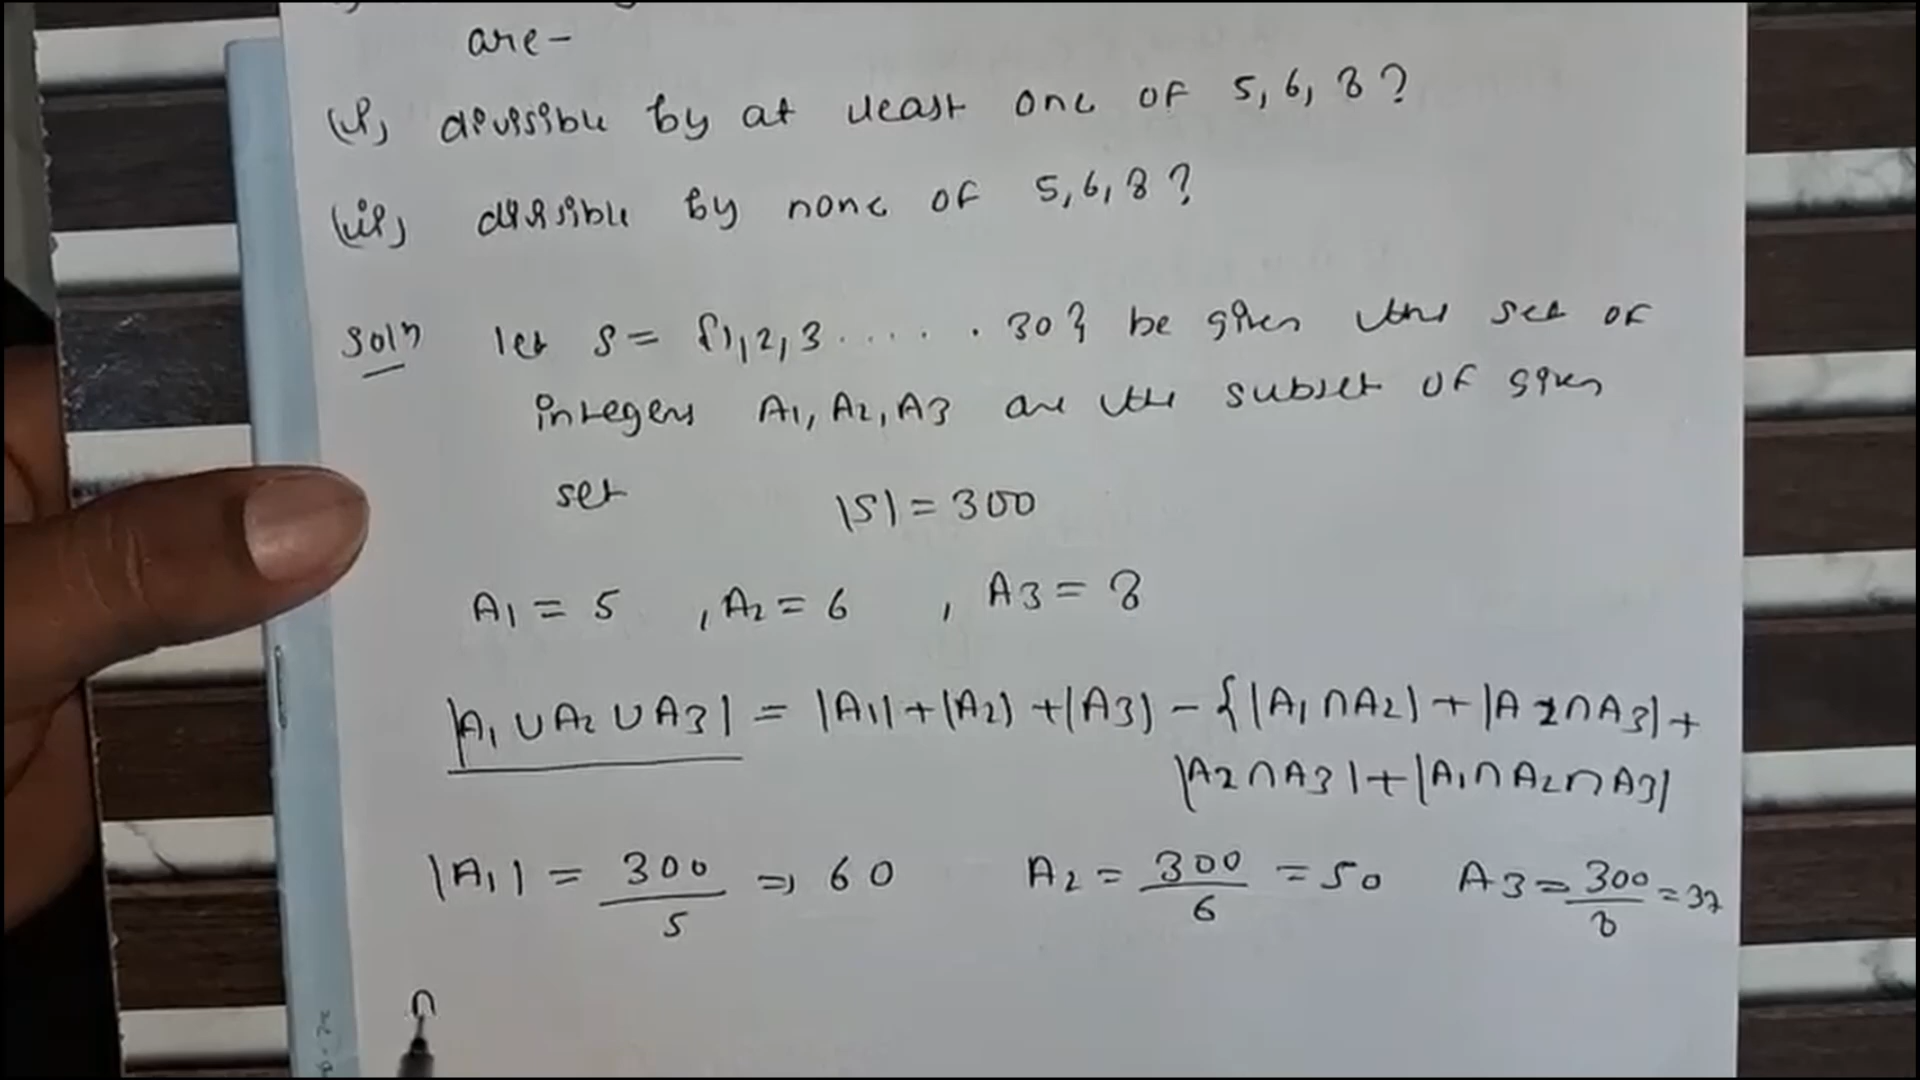 are-
(i) divisible by at least one of 5, 6, 8?
(ii) divisible by none of 5, 6, 8?
Soln let S = {1, 2, 3 ..... 30} be given the set of
integers A1, A2, A3 are the subset of given
set |S| = 300
A1 = 5 , A2 = 6 , A3 = 8
|A1 ∪ A2 ∪ A3| = |A1| + |A2| + |A3| - {|A1 ∩ A2| + |A1 ∩ A3| +
|A2 ∩ A3| + |A1 ∩ A2 ∩ A3|
|A1| = 300/5 => 60 A2 = 300/6 = 50 A3 = 300/8 = 37